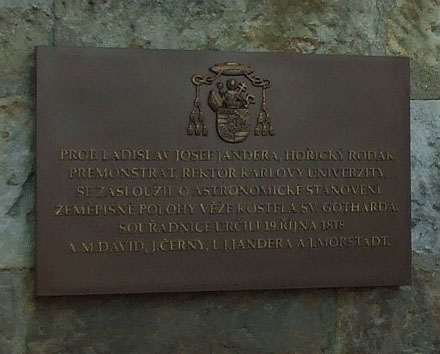 PROF. LADISLAV JOSEF JANDERA, HOŘICKÝ RODÁK
PREMONSTRÁT, REKTOR KARLOVY UNIVERZITY,
SE ZASLOUŽIL O ASTRONOMICKÉ STANOVENÍ
ZEMĚPISNÉ POLOHY VĚŽE KOSTELA SV. GOTHARDA.
SOUŘADNICE URČILI 19. ŘÍJNA 1818
A.M.DAVID, J.ČERNÝ, L.J.JANDERA A J.MORSTADT.